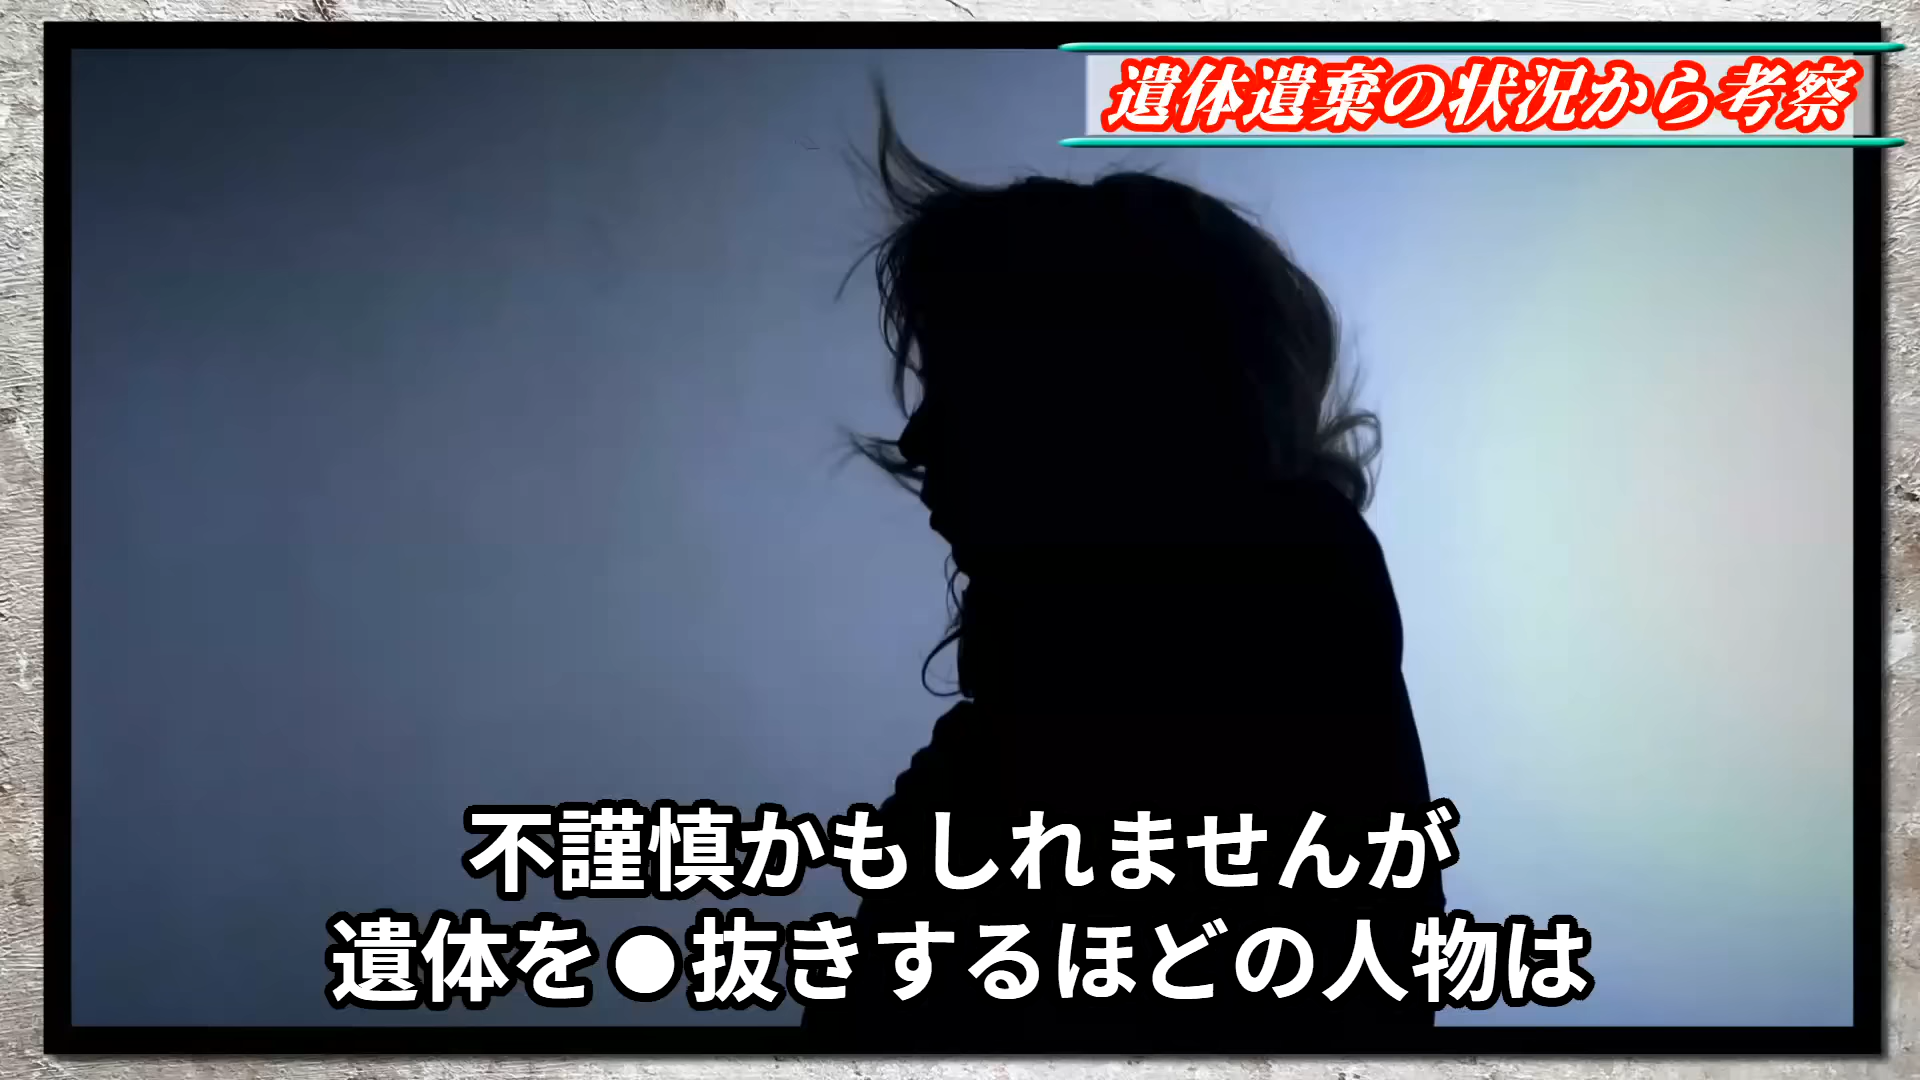 遺体遺棄の状況から考察
不謹慎かもしれませんが
遺体を●抜きするほどの人物は